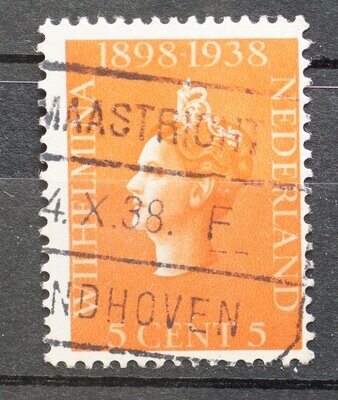 1898-1938
WILHELMINA
NEDERLAND
5 CENT 5
MAASTRICHT
4.X.38. F
NDHOVEN